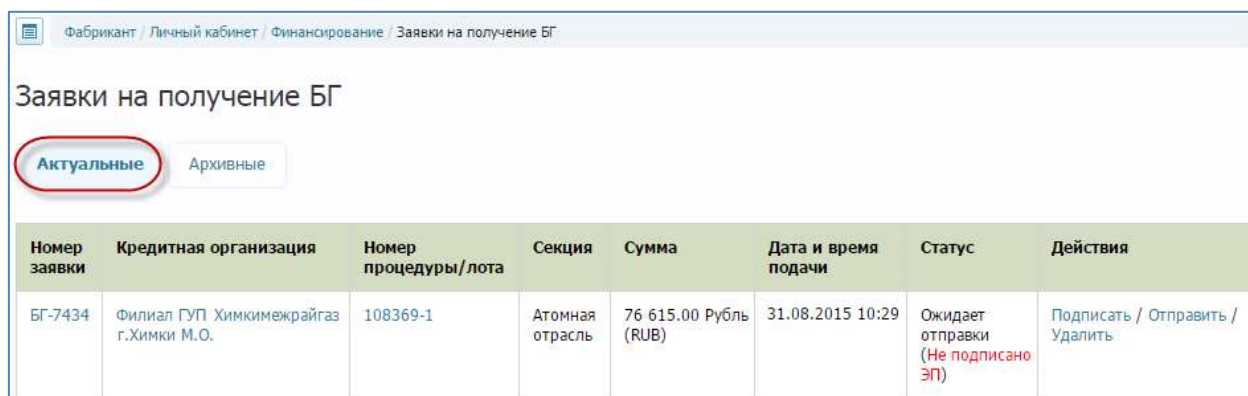 Фабрикант / Личный кабинет / Финансирование / Заявки на получение БГ
Заявки на получение БГ
Актуальные
Архивные
Номер
заявки
Кредитная организация
Номер
процедуры/лота
Секция
Сумма
Дата и время
подачи
Статус
Действия
БГ-7434
Филиал ГУП Химкимежрайгаз
г.Химки М.О.
108369-1
Атомная
отрасль
76 615.00 Рубль
(RUB)
31.08.2015 10:29
Ожидает
отправки
(Не подписано
ЭП)
Подписать / Отправить /
Удалить